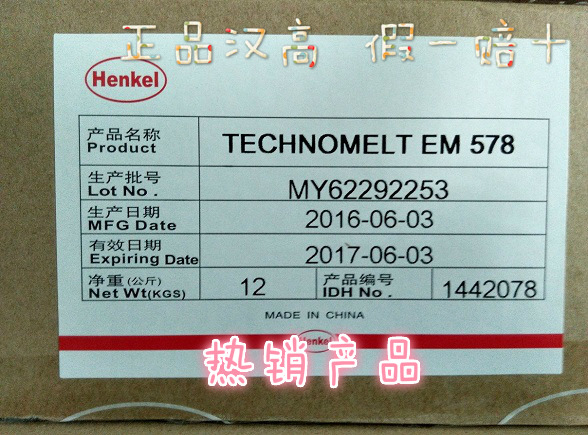 正品汉高 假一赔十
Henkel
产品名称 TECHNOMELT EM 578
Product
生产批号 MY62292253
Lot No.
生产日期 2016-06-03
MFG Date
有效日期 2017-06-03
Expiring Date
净重(公斤) 12 产品编号 1442078
Net Wt(KGS) IDH No.
MADE IN CHINA
Henkel
热销产品